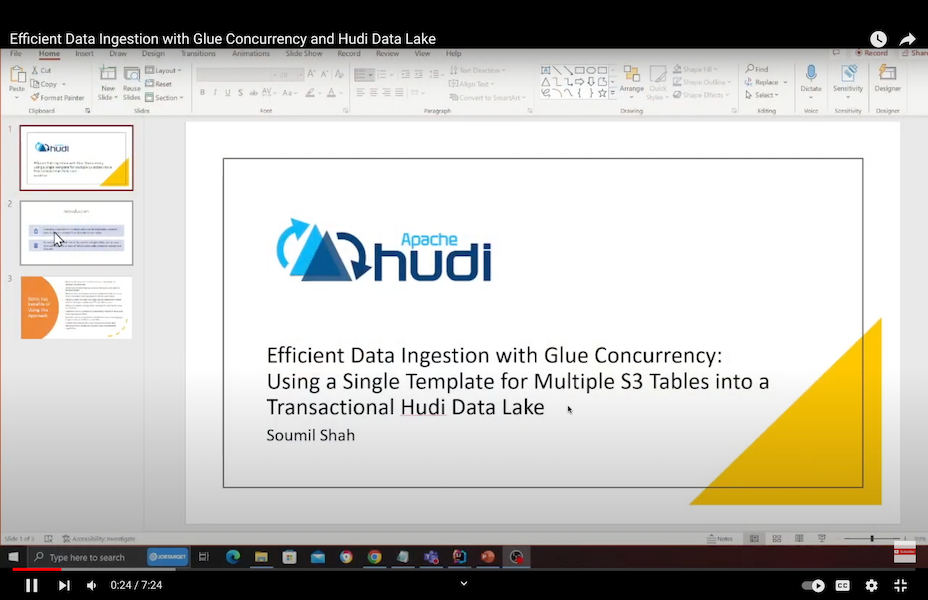 Efficient Data Ingestion with Glue Concurrency and Hudi Data Lake
File Home Insert Draw Design Transitions Animations Slide Show Record Review View Help
Record
Share
Paste
Cut
Copy
Format Painter
Clipboard
New
Slide
Reuse
Slides
Layout
Reset
Section
Slides
Font
Text Direction
Align Text
Convert to SmartArt
Paragraph
Arrange
Quick
Styles
Shape Fill
Shape Outline
Shape Effects
Drawing
Find
Replace
Select
Editing
Dictate
Voice
Sensitivity
Sensitivity
Designer
Designer
1
2
3
Apache
hudi
Efficient Data Ingestion with Glue Concurrency:
Using a Single Template for Multiple S3 Tables into a
Transactional Hudi Data Lake
Soumil Shah
Slide 1 of 3
Accessibility: Investigate
Notes
Type here to search
JOBTARGET
0:24 / 7:24
CC